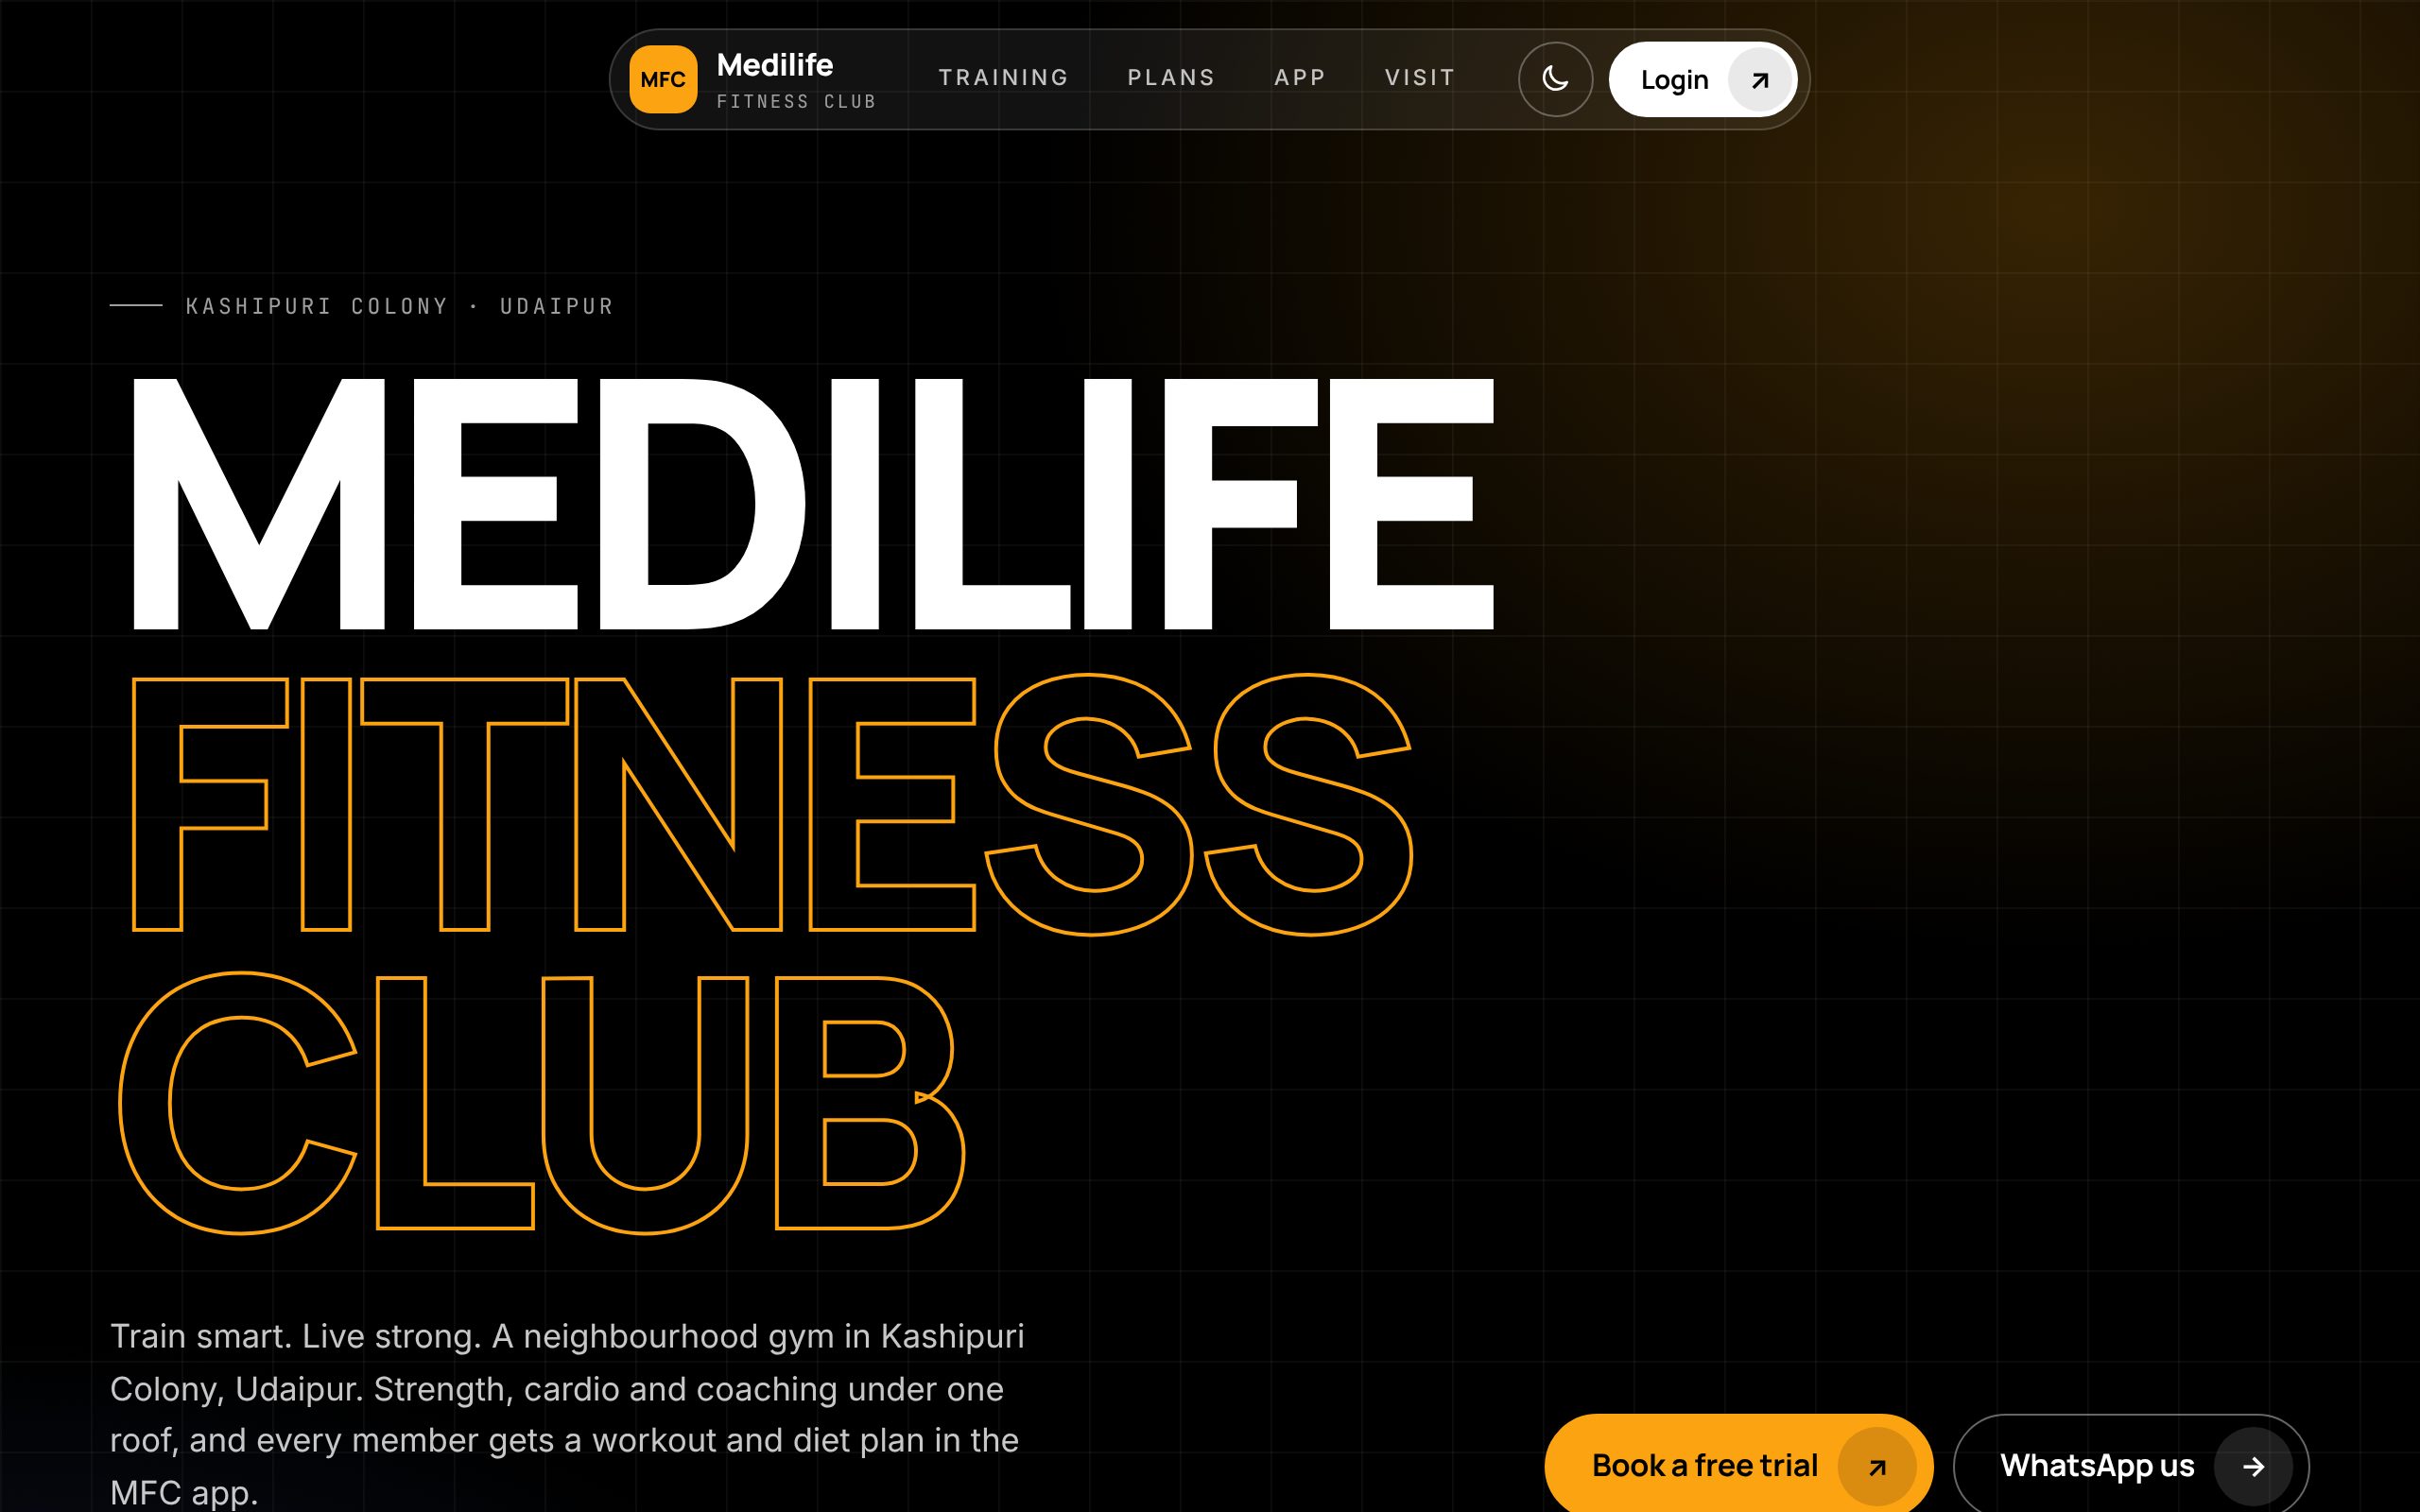 MFC
Medilife
FITNESS CLUB
TRAINING
PLANS
APP
VISIT
Login
KASHIPURI COLONY · UDAIPUR
MEDILIFE
FITNESS
CLUB
Train smart. Live strong. A neighbourhood gym in Kashipuri
Colony, Udaipur. Strength, cardio and coaching under one
roof, and every member gets a workout and diet plan in the
MFC app.
Book a free trial
WhatsApp us